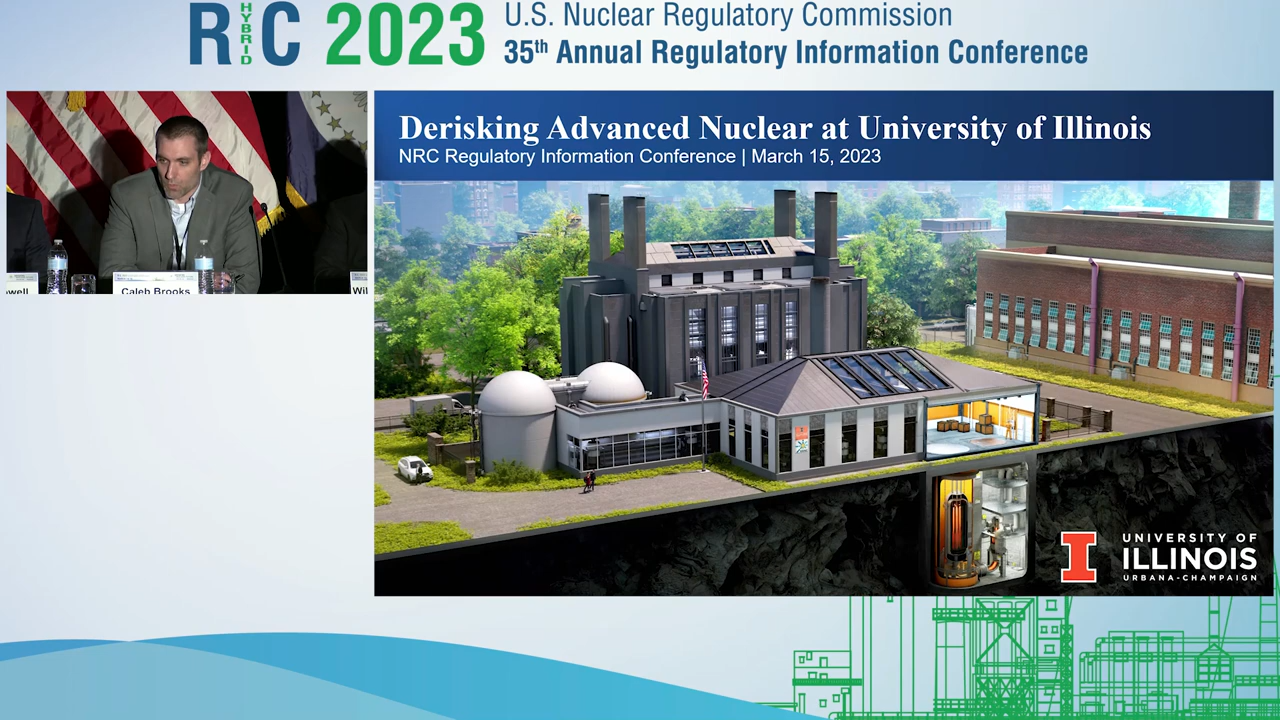 RIC 2023
HYBRID
U.S. Nuclear Regulatory Commission
35th Annual Regulatory Information Conference
Derisking Advanced Nuclear at University of Illinois
NRC Regulatory Information Conference | March 15, 2023
Caleb Brooks
I
UNIVERSITY OF
ILLINOIS
URBANA-CHAMPAIGN